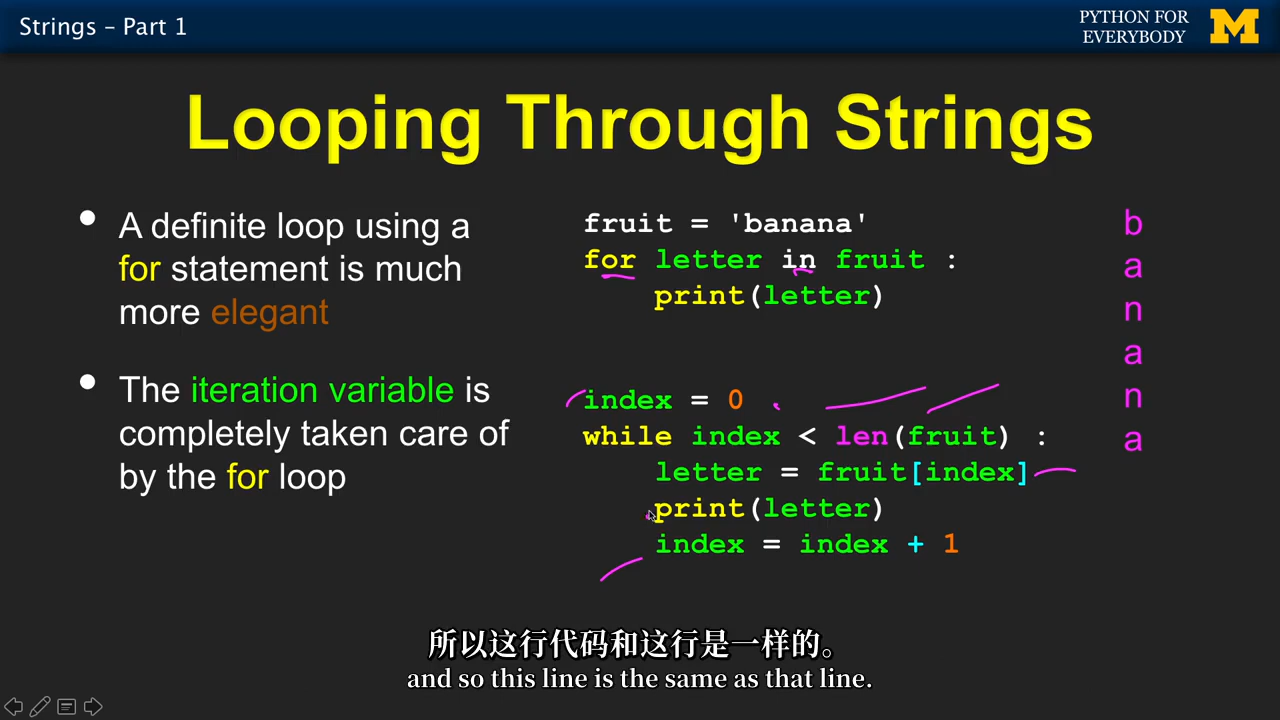 Strings – Part 1
PYTHON FOR
EVERYBODY
M
Looping Through Strings
• A definite loop using a
for statement is much
more elegant
• The iteration variable is
completely taken care of
by the for loop
fruit = 'banana'
for letter in fruit :
    print(letter)
index = 0
while index < len(fruit) :
    letter = fruit[index]
    print(letter)
    index = index + 1
b
a
n
a
n
a
所以这行代码和这行是一样的。
and so this line is the same as that line.